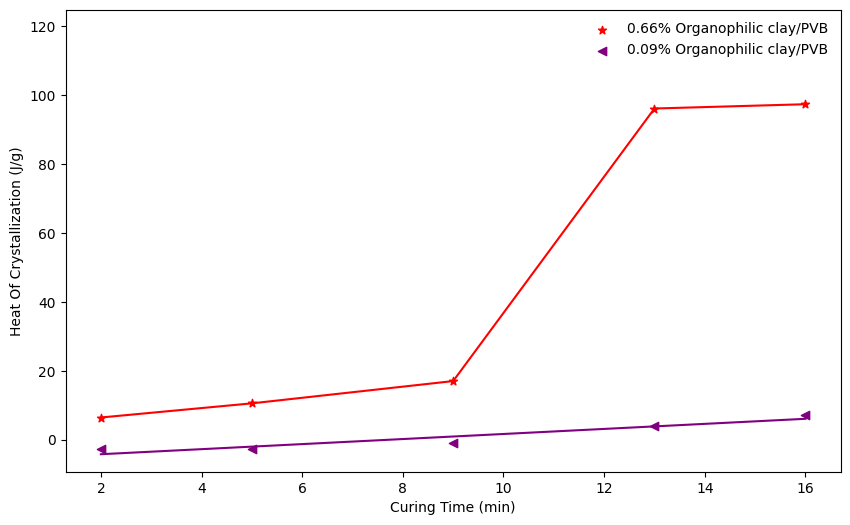 120
100
80
60
40
20
0
Heat Of Crystallization (J/g)
0.66% Organophilic clay/PVB
0.09% Organophilic clay/PVB
2 4 6 8 10 12 14 16
Curing Time (min)